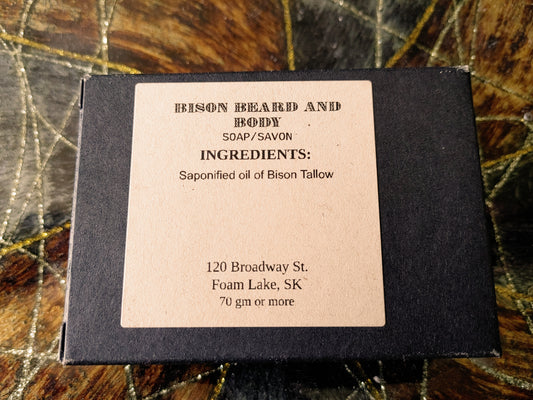 BISON BEARD AND
BODY
SOAP/SAVON
INGREDIENTS:
Saponified oil of Bison Tallow
120 Broadway St.
Foam Lake, SK
70 gm or more